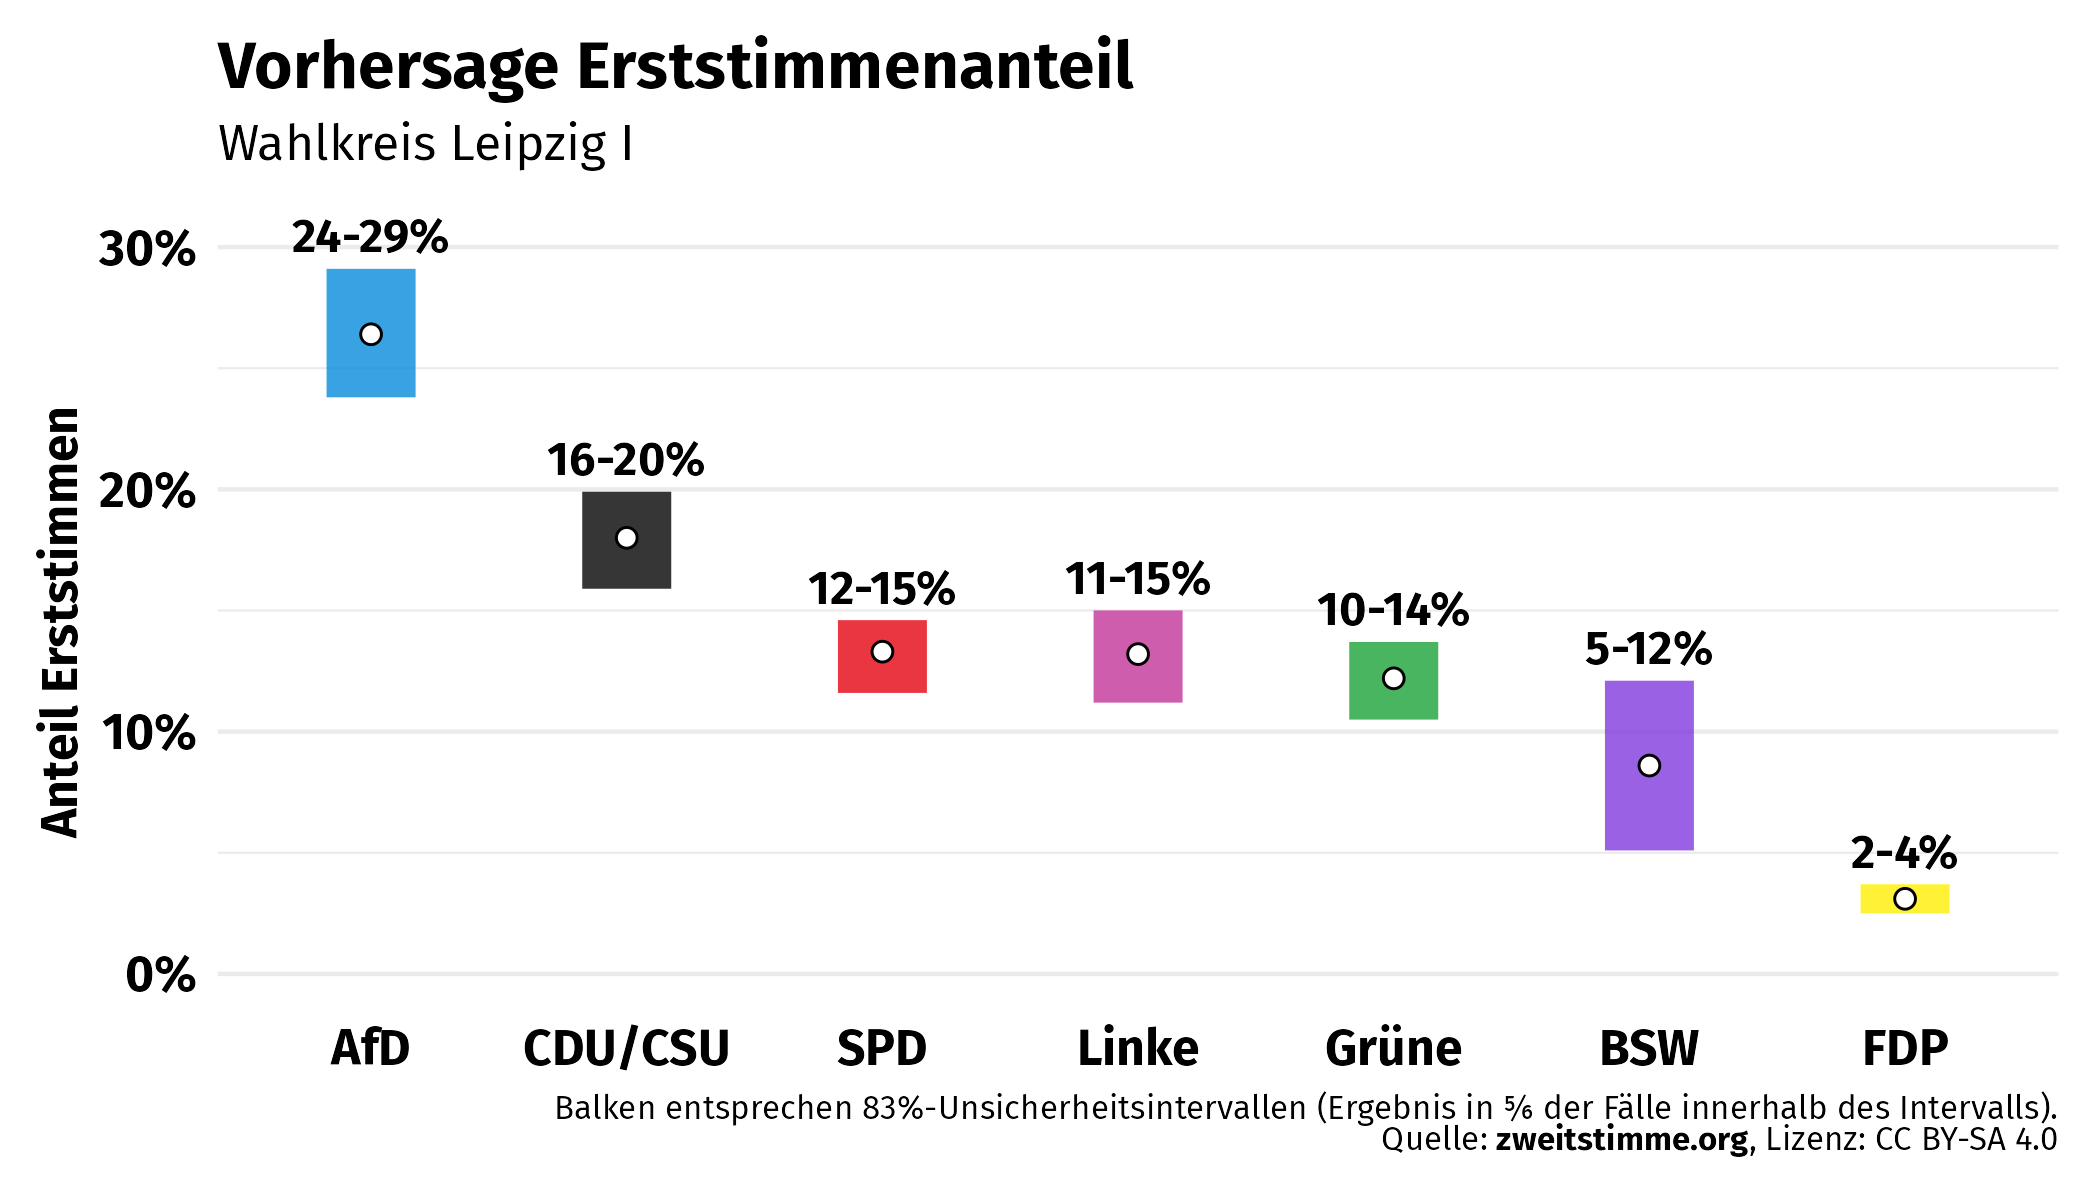 Vorhersage Erststimmenanteil
Wahlkreis Leipzig I
Anteil Erststimmen
30%
20%
10%
0%
24-29%
16-20%
12-15%
11-15%
10-14%
5-12%
2-4%
AfD
CDU/CSU
SPD
Linke
Grüne
BSW
FDP
Balken entsprechen 83%-Unsicherheitsintervallen (Ergebnis in ⅚ der Fälle innerhalb des Intervalls).
Quelle: zweitstimme.org, Lizenz: CC BY-SA 4.0